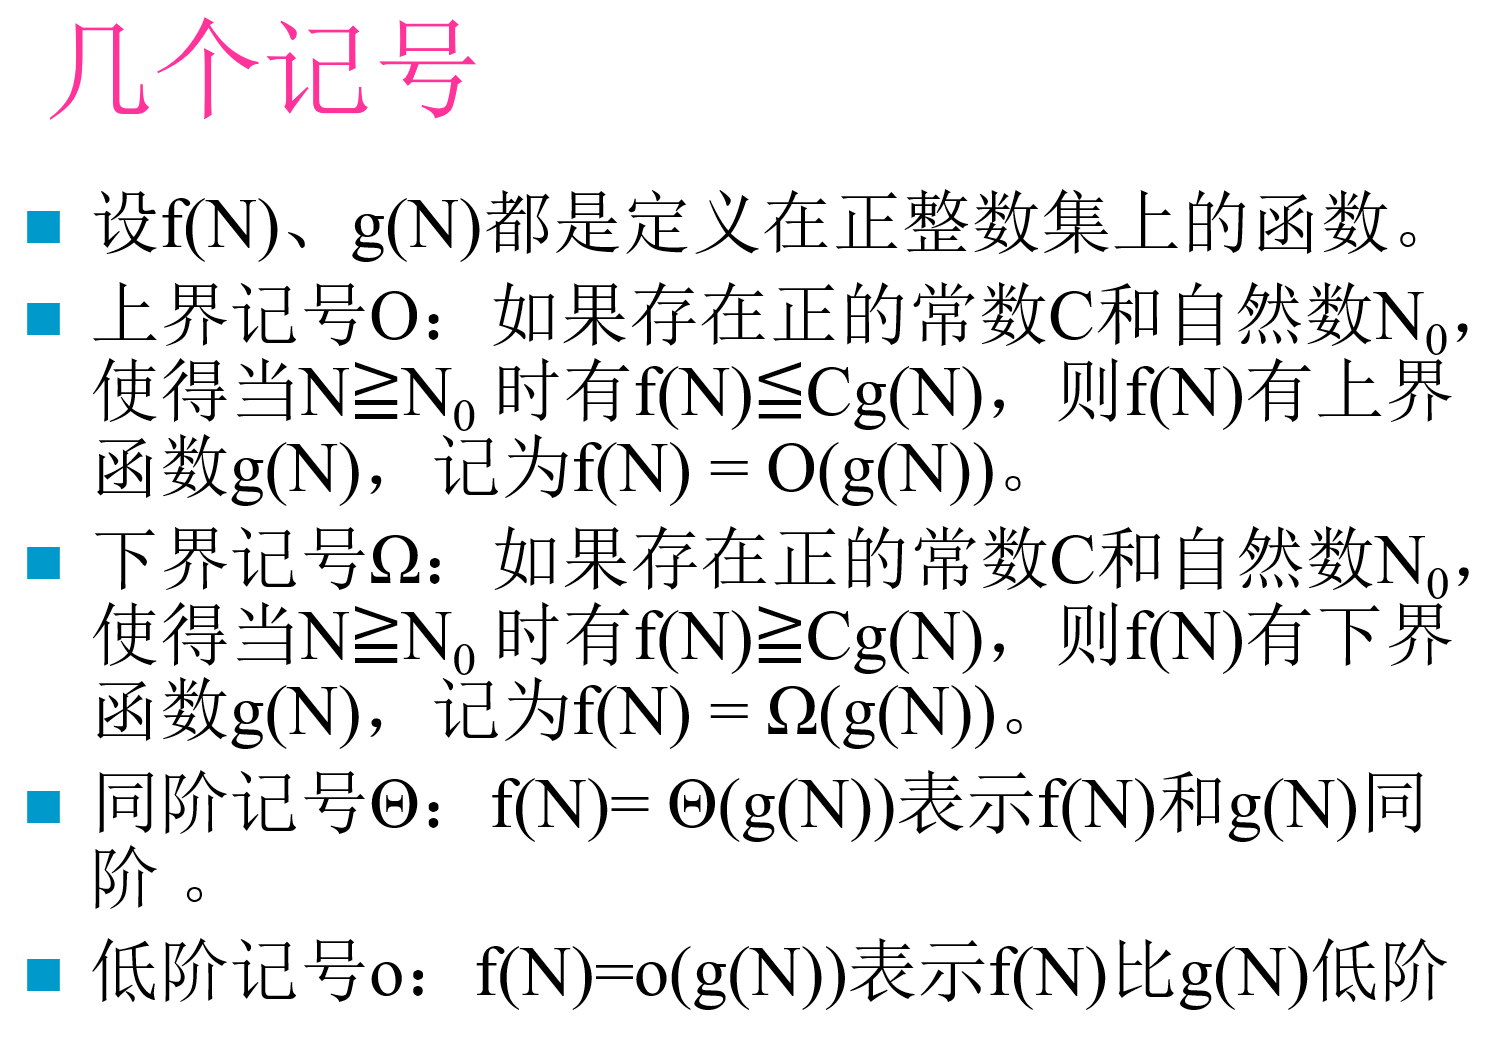 几个记号
设f(N)、g(N)都是定义在正整数集上的函数。
上界记号O：如果存在正的常数C和自然数N₀，
使得当N≧N₀ 时有f(N)≦Cg(N)，则f(N)有上界
函数g(N)，记为f(N) = O(g(N))。
下界记号Ω：如果存在正的常数C和自然数N₀，
使得当N≧N₀ 时有f(N)≧Cg(N)，则f(N)有下界
函数g(N)，记为f(N) = Ω(g(N))。
同阶记号Θ：f(N)= Θ(g(N))表示f(N)和g(N)同
阶 。
低阶记号o：f(N)=o(g(N))表示f(N)比g(N)低阶